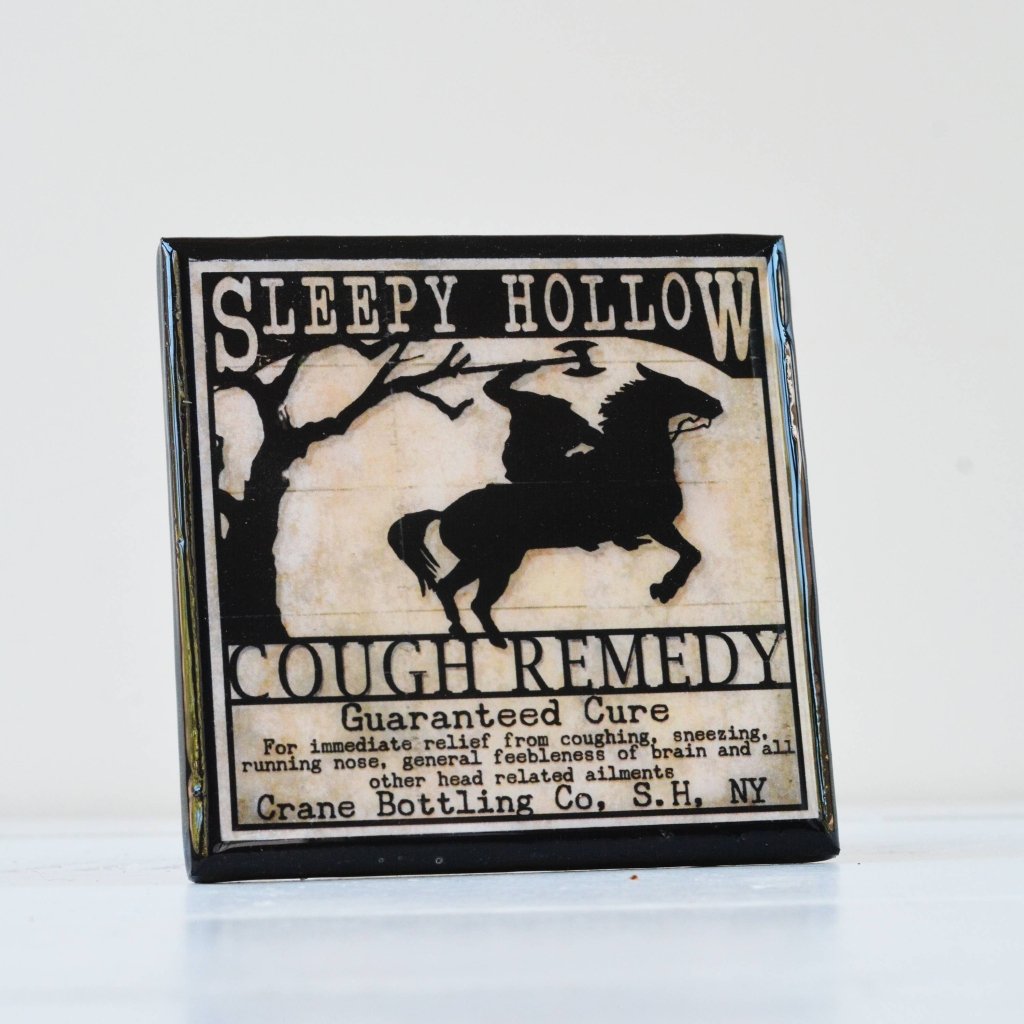 SLEEPY HOLLOW
COUGH REMEDY
Guaranteed Cure
For immediate relief from coughing, sneezing,
running nose, general feebleness of brain and all
other head related ailments
Crane Bottling Co, S.H, NY